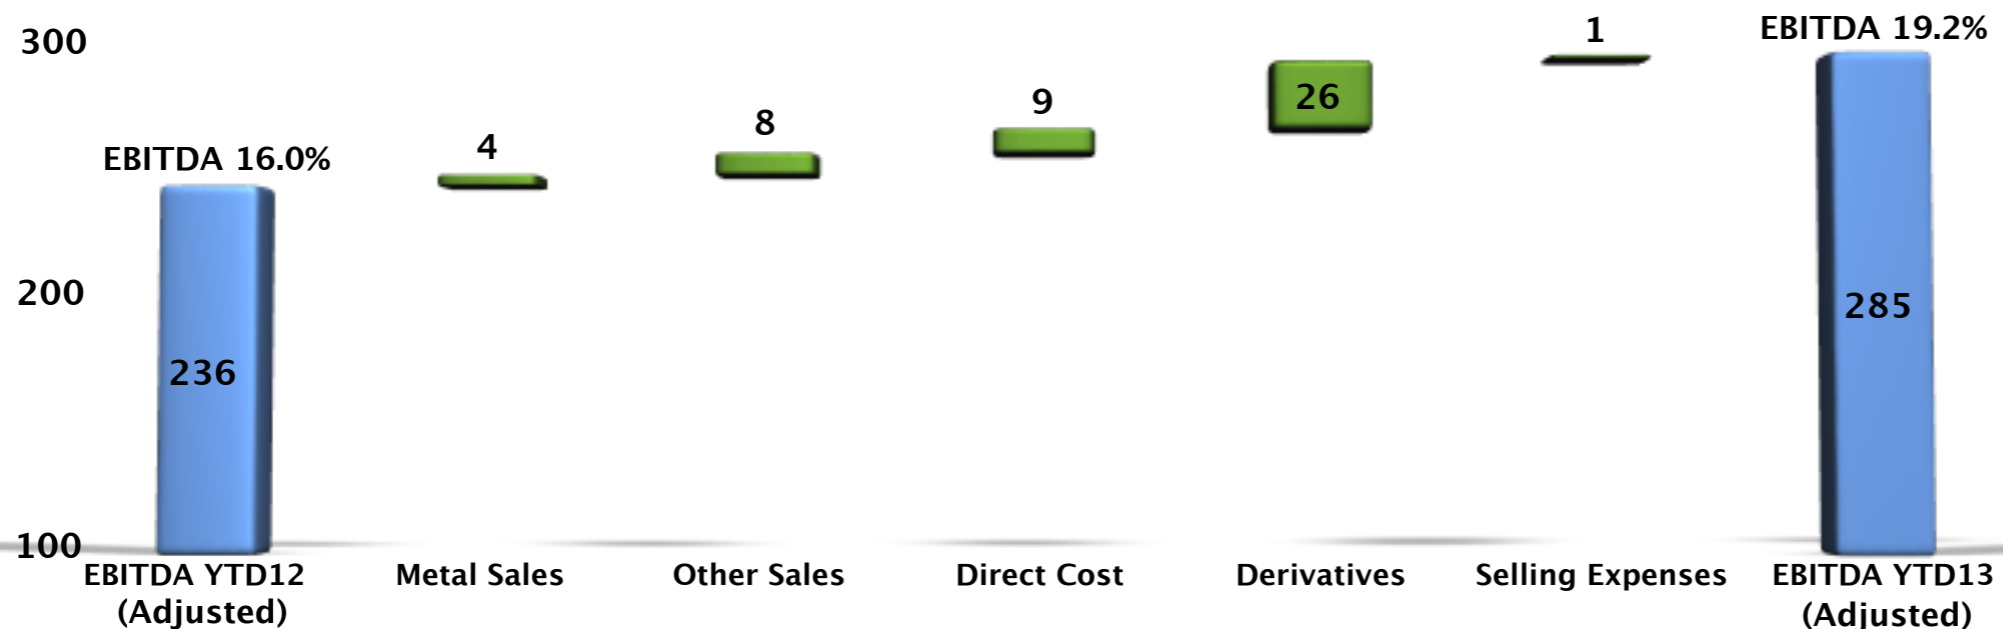 300
200
100
EBITDA 16.0%
236
4
8
9
26
1
EBITDA 19.2%
285
EBITDA YTD12
(Adjusted)
Metal Sales
Other Sales
Direct Cost
Derivatives
Selling Expenses
EBITDA YTD13
(Adjusted)